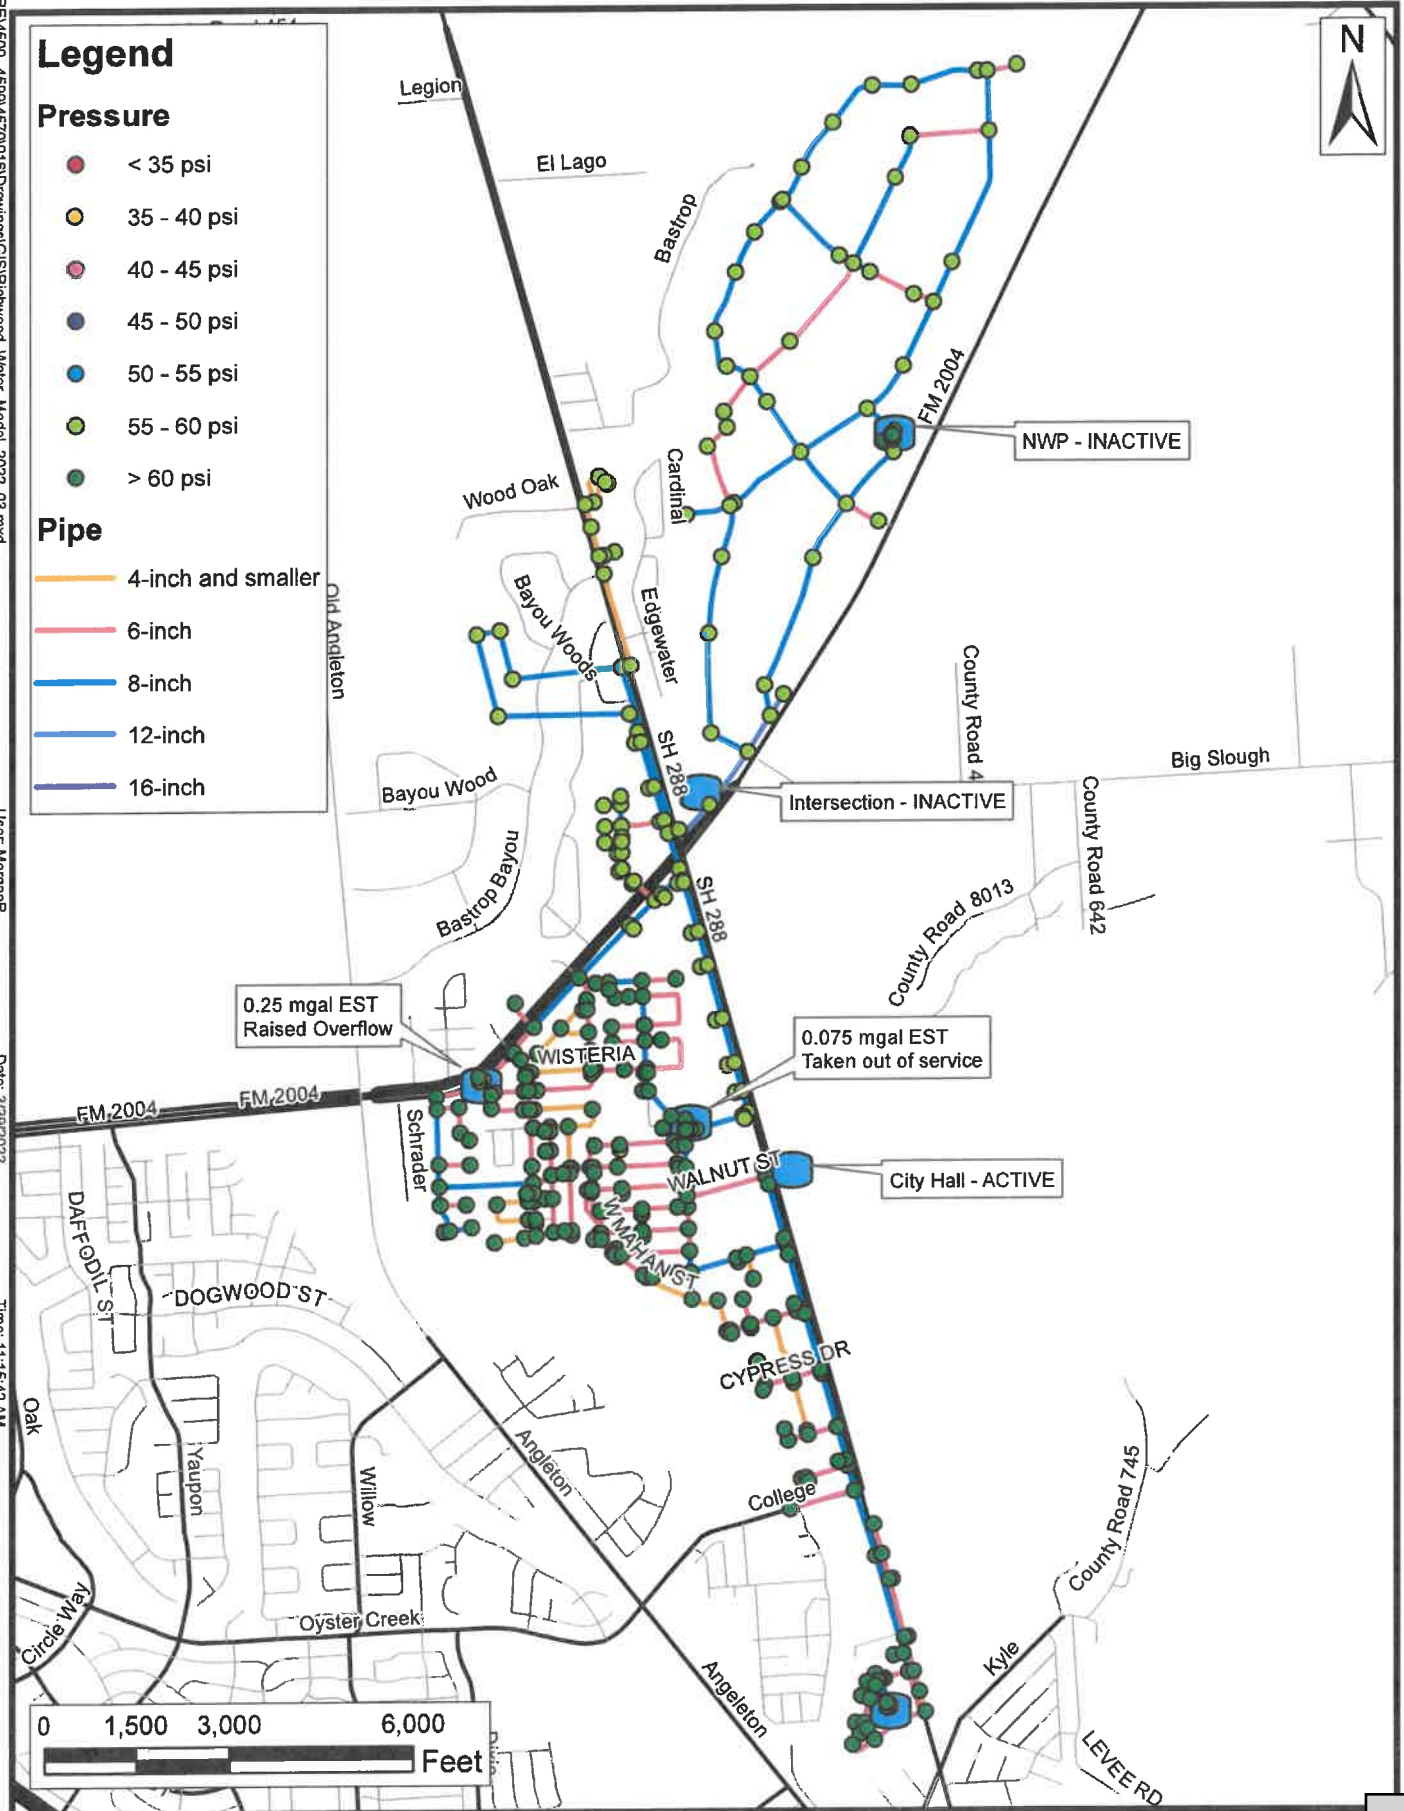 Legend
Pressure
< 35 psi
35 - 40 psi
40 - 45 psi
45 - 50 psi
50 - 55 psi
55 - 60 psi
> 60 psi
Pipe
4-inch and smaller
6-inch
8-inch
12-inch
16-inch
N
Legion
El Lago
Bastrop
FM 2004
NWP - INACTIVE
Wood Oak
Cardinal
Bayou Woods
Edgewater
Old Angleton
SH 288
County Road 4
Big Slough
Bayou Wood
Intersection - INACTIVE
County Road 642
Bastrop Bayou
SH 288
County Road 8013
0.25 mgal EST
Raised Overflow
0.075 mgal EST
Taken out of service
WISTERIA
FM 2004
FM 2004
Schrader
WALNUT ST
City Hall - ACTIVE
DAFFODIL ST
W MAHAN ST
DOGWOOD ST
CYPRESS DR
Oak
Yaupon
Willow
Angleton
College
County Road 745
Circle Way
Oyster Creek
Kyle
Angeleton
LEVEE RD
0 1,500 3,000 6,000
Feet